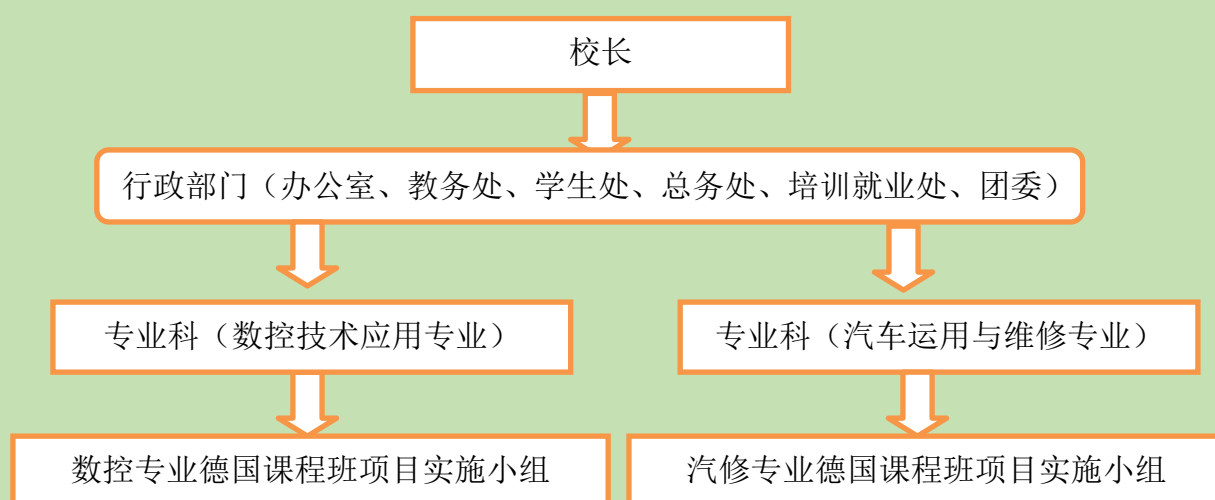 校长
行政部门（办公室、教务处、学生处、总务处、培训就业处、团委）
专业科（数控技术应用专业）
专业科（汽车运用与维修专业）
数控专业德国课程班项目实施小组
汽修专业德国课程班项目实施小组